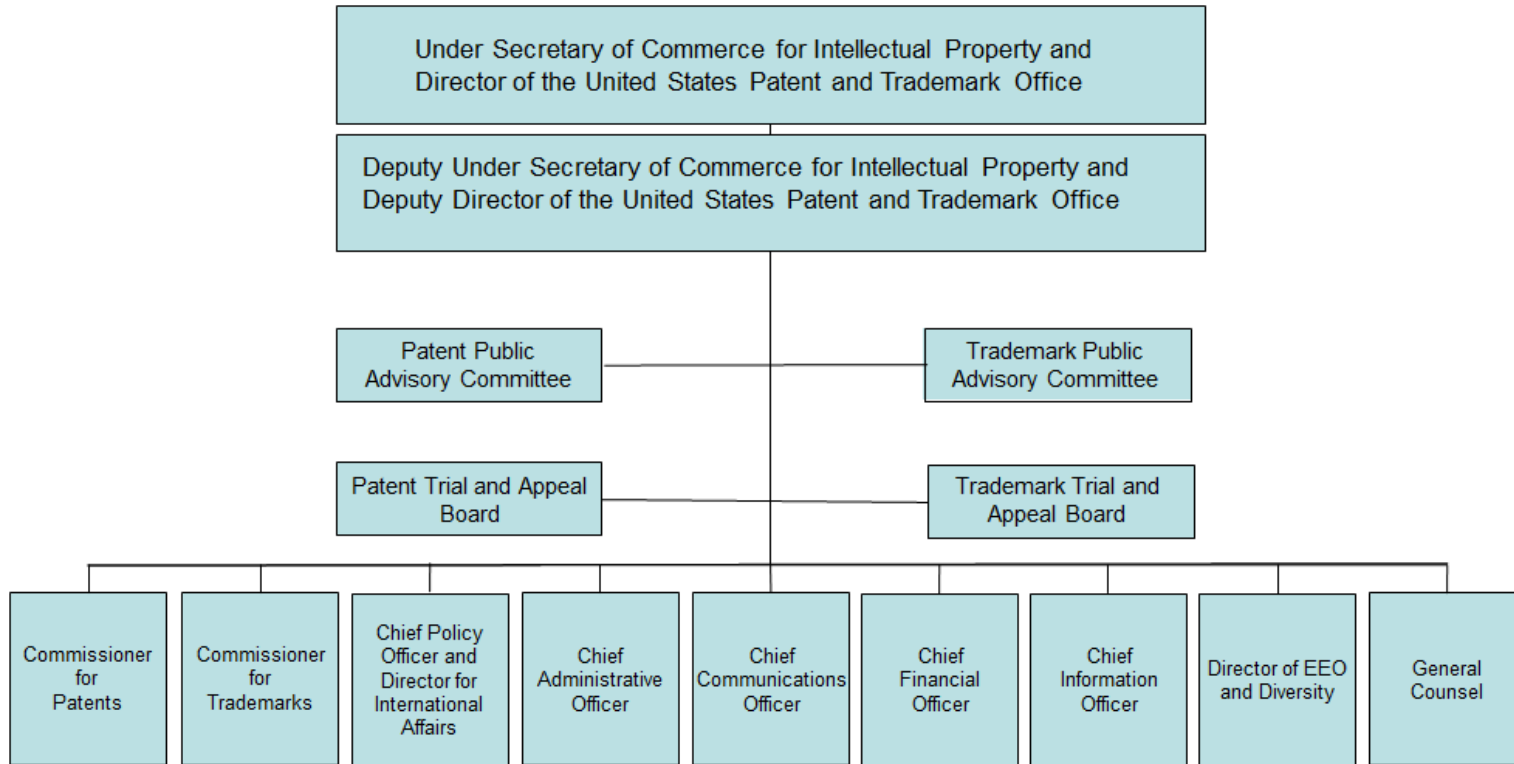 Under Secretary of Commerce for Intellectual Property and
Director of the United States Patent and Trademark Office
Deputy Under Secretary of Commerce for Intellectual Property and
Deputy Director of the United States Patent and Trademark Office
Patent Public
Advisory Committee
Trademark Public
Advisory Committee
Patent Trial and Appeal
Board
Trademark Trial and
Appeal Board
Commissioner
for
Patents
Commissioner
for
Trademarks
Chief Policy
Officer and
Director for
International
Affairs
Chief
Administrative
Officer
Chief
Communications
Officer
Chief
Financial
Officer
Chief
Information
Officer
Director of EEO
and Diversity
General
Counsel